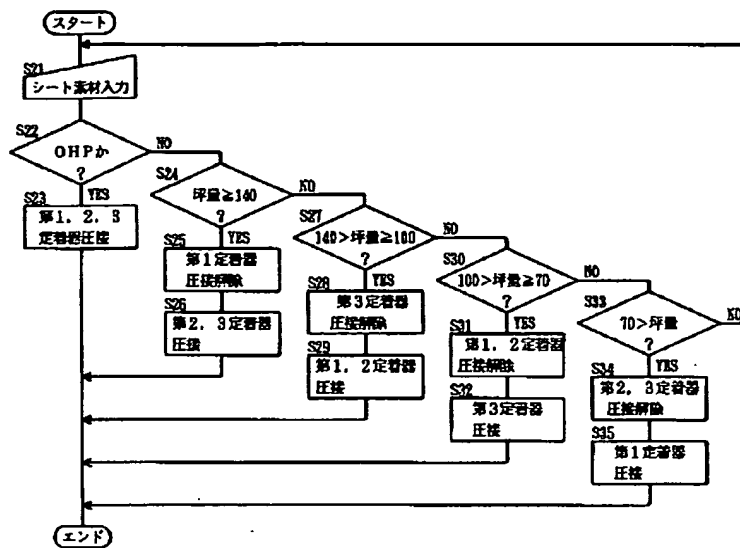 スタート
S21
シート素材入力
S22
OHPか
?
NO
YES
S23
第1, 2, 3
定着器圧接
S24
坪量≧140
?
NO
YES
S25
第1定着器
圧接解除
S26
第2, 3定着器
圧接
S27
140>坪量≧100
?
NO
YES
S28
第3定着器
圧接解除
S29
第1, 2定着器
圧接
S30
100>坪量≧70
?
NO
YES
S31
第1, 2定着器
圧接解除
S32
第3定着器
圧接
S33
70>坪量
?
NO
YES
S34
第2, 3定着器
圧接解除
S35
第1定着器
圧接
エンド